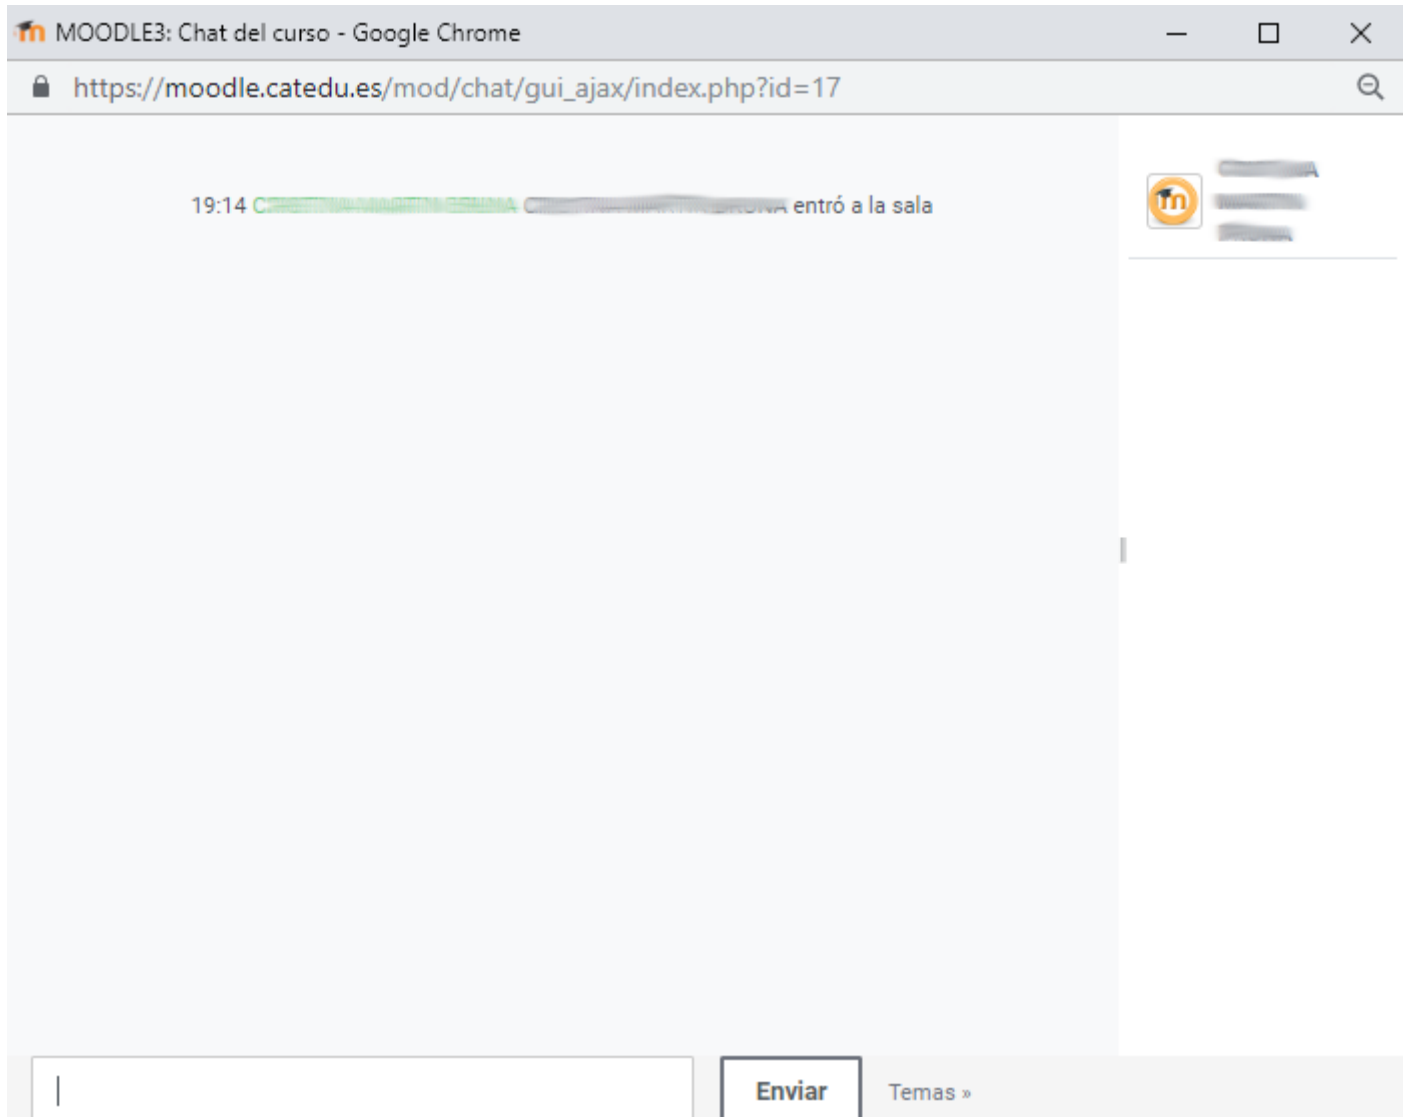 MOODLE3: Chat del curso - Google Chrome
https://moodle.catedu.es/mod/chat/gui_ajax/index.php?id=17
19:14 entró a la sala
Enviar
Temas »